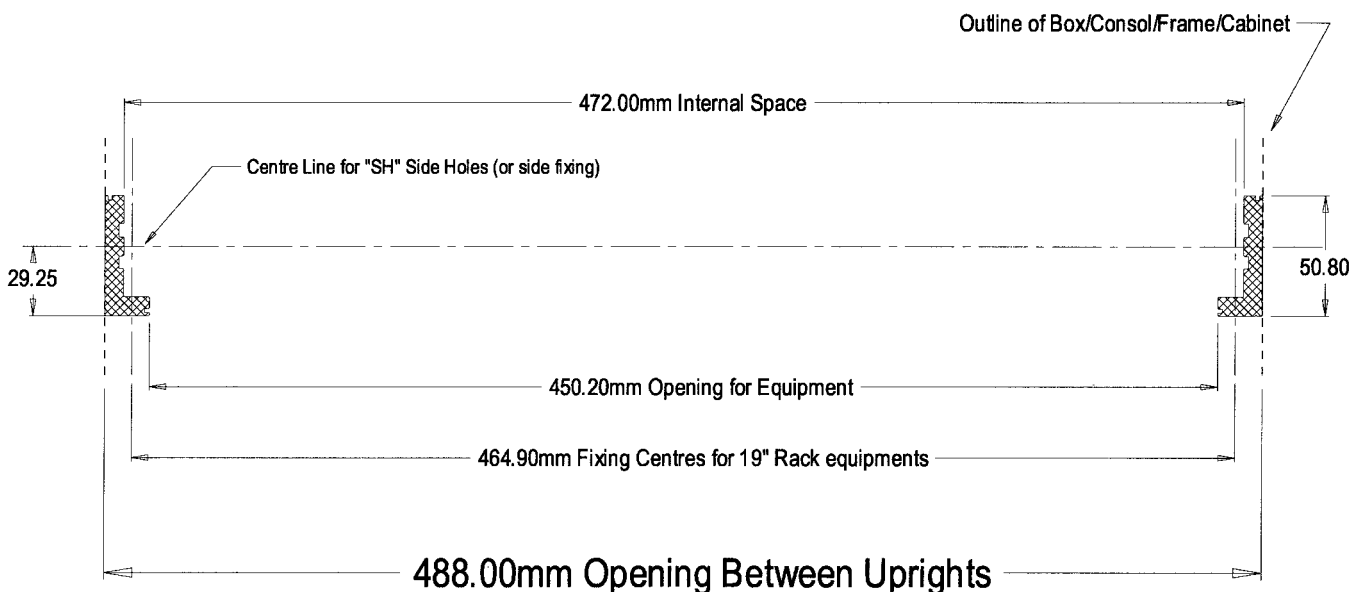 Outline of Box/Consol/Frame/Cabinet
472.00mm Internal Space
Centre Line for "SH" Side Holes (or side fixing)
29.25
50.80
450.20mm Opening for Equipment
464.90mm Fixing Centres for 19" Rack equipments
488.00mm Opening Between Uprights